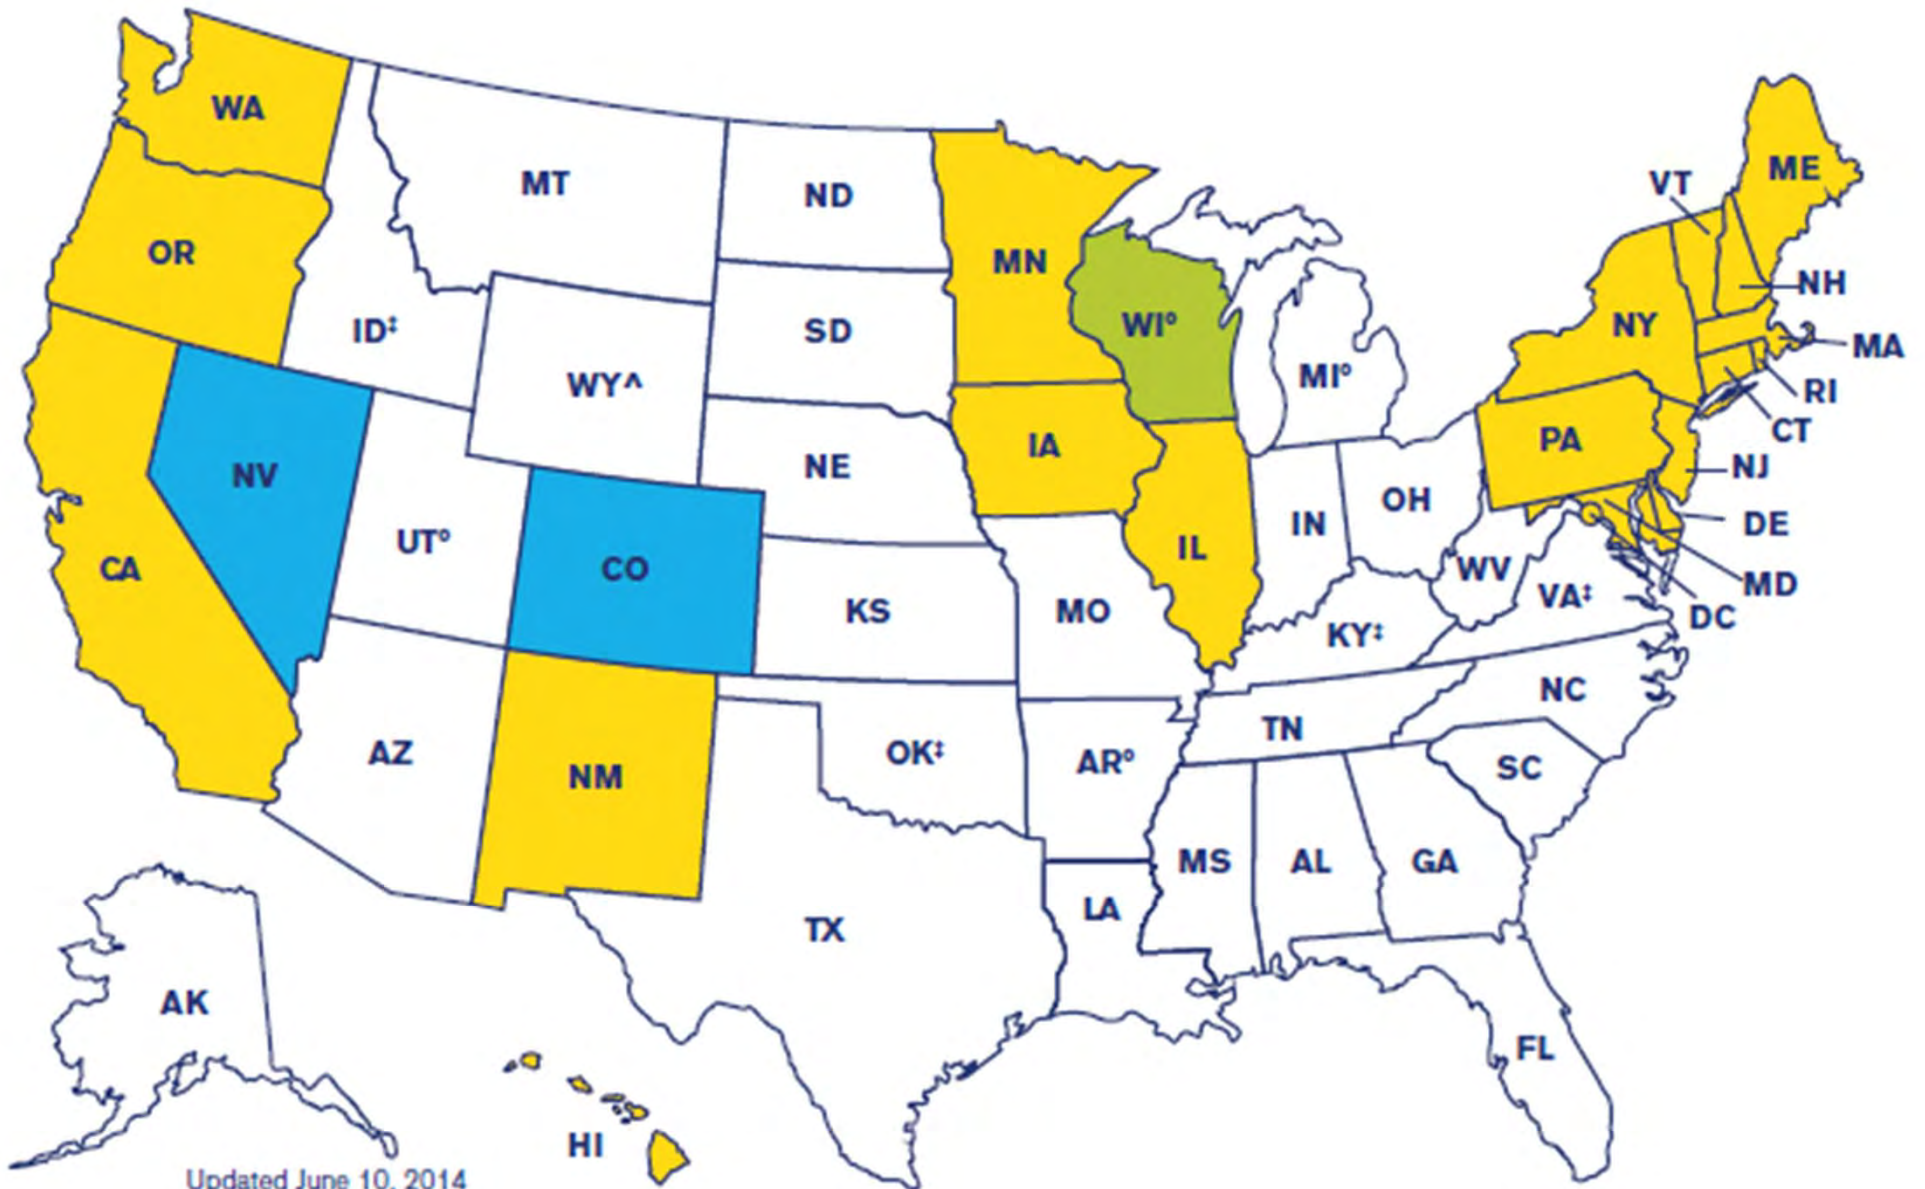 WA
MT
ND
MN
VT
ME
OR
ID‡
WY^
SD
WI°
MI°
NY
NH
MA
RI
CT
NV
UT°
CO
NE
IA
IL
IN
OH
PA
NJ
DE
MD
DC
CA
KS
MO
WV
VA‡
KY‡
AZ
NM
OK‡
AR°
TN
NC
SC
MS
AL
GA
TX
LA
FL
AK
HI
Updated June 10, 2014